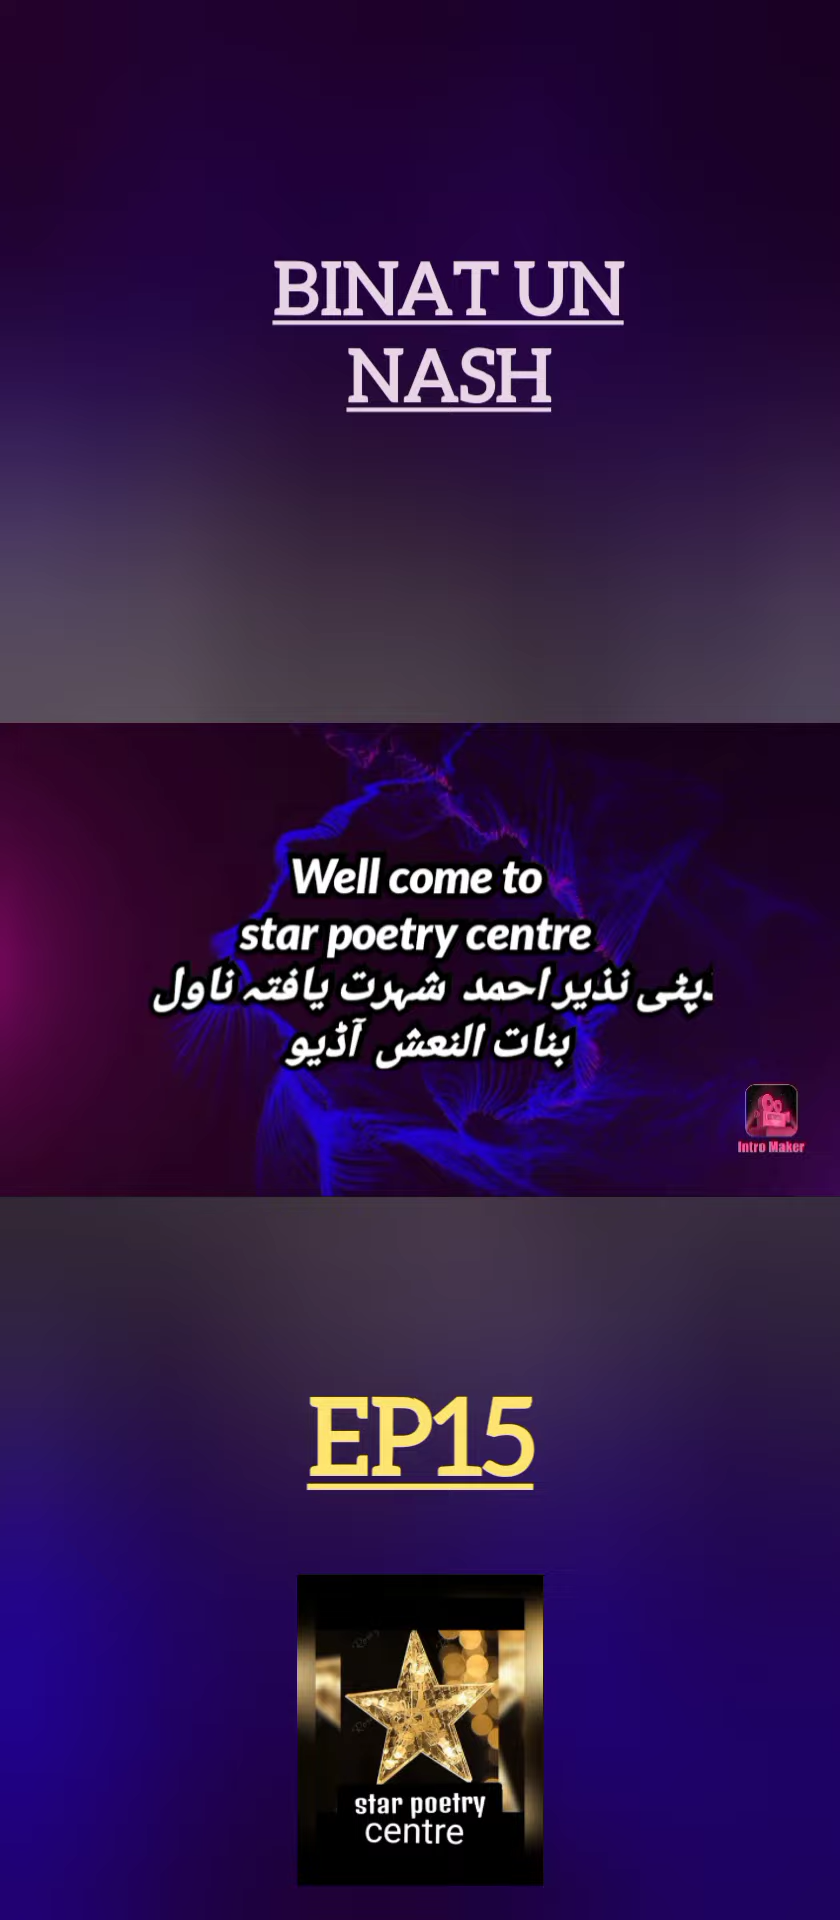 BINAT UN
NASH
Well come to
star poetry centre
نذیر احمد شہرت یافتہ ناول
بنات النعش آڈیو
Intro Maker
EP15
star poetry
centre